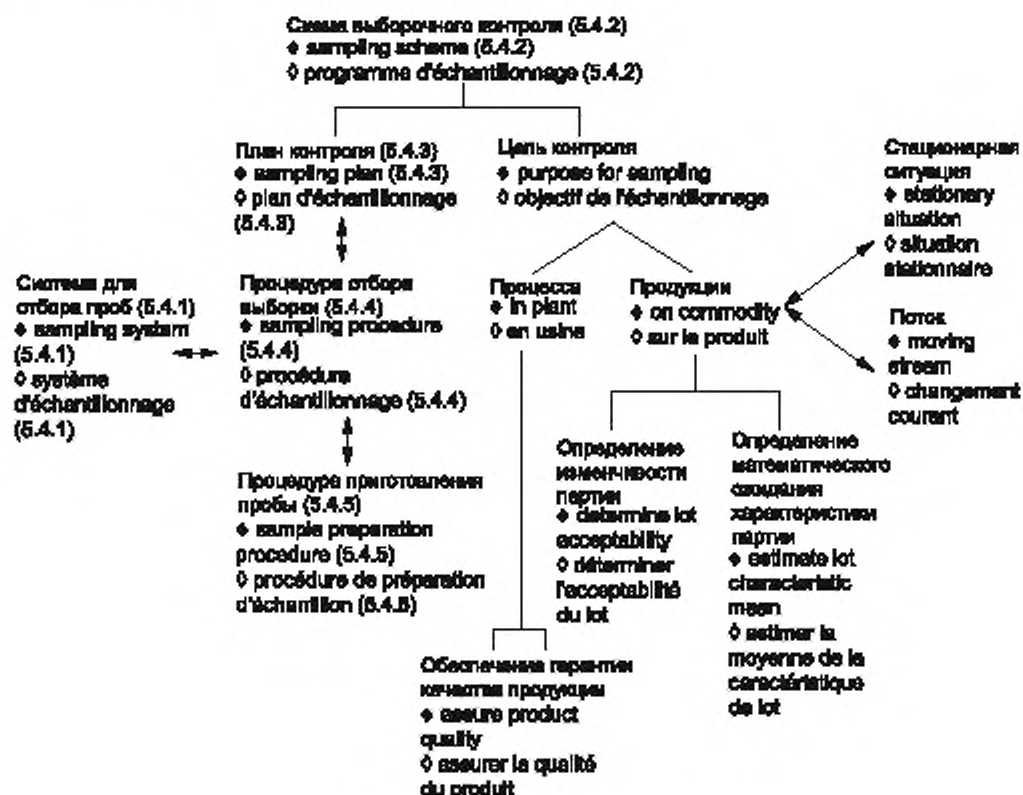 Схема выборочного контроля (5.4.2)
♦ sampling scheme (5.4.2)
◊ programme d'échantillonnage (5.4.2)
План контроля (5.4.3)
♦ sampling plan (5.4.3)
◊ plan d'échantillonnage
(5.4.3)
Цель контроля
♦ purpose for sampling
◊ objectif de l'échantillonnage
Стационарная
ситуация
♦ stationary
situation
◊ situation
stationnaire
Система для
отбора проб (5.4.1)
♦ sampling system
(5.4.1)
◊ système
d'échantillonnage
(5.4.1)
Процедура отбора
выборки (5.4.4)
♦ sampling procedure
(5.4.4)
◊ procédure
d'échantillonnage (5.4.4)
Процесса
♦ in plant
◊ en usine
Продукции
♦ on commodity
◊ sur le produit
Поток
♦ moving
stream
◊ changement
courant
Процедура приготовления
пробы (5.4.5)
♦ sample preparation
procedure (5.4.5)
◊ procédure de préparation
d'échantillon (5.4.5)
Определение
изменчивости
партии
♦ determine lot
acceptability
◊ déterminer
l'acceptabilité
du lot
Определение
математического
ожидания
характеристики
партии
♦ estimate lot
characteristic
mean
◊ estimer la
moyenne de la
caractéristique
de lot
Обеспечение гарантии
качества продукции
♦ assure product
quality
◊ assurer la qualité
du produit